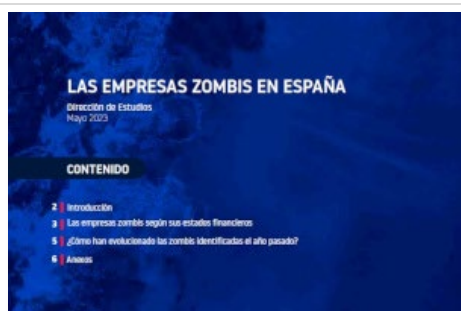 LAS EMPRESAS ZOMBIS EN ESPAÑA
Dirección de Estudios
Mayo 2023
CONTENIDO
2 Introducción
3 Las empresas zombis según sus estados financieros
5 ¿Cómo han evolucionado las zombis identificadas el año pasado?
6 Anexos